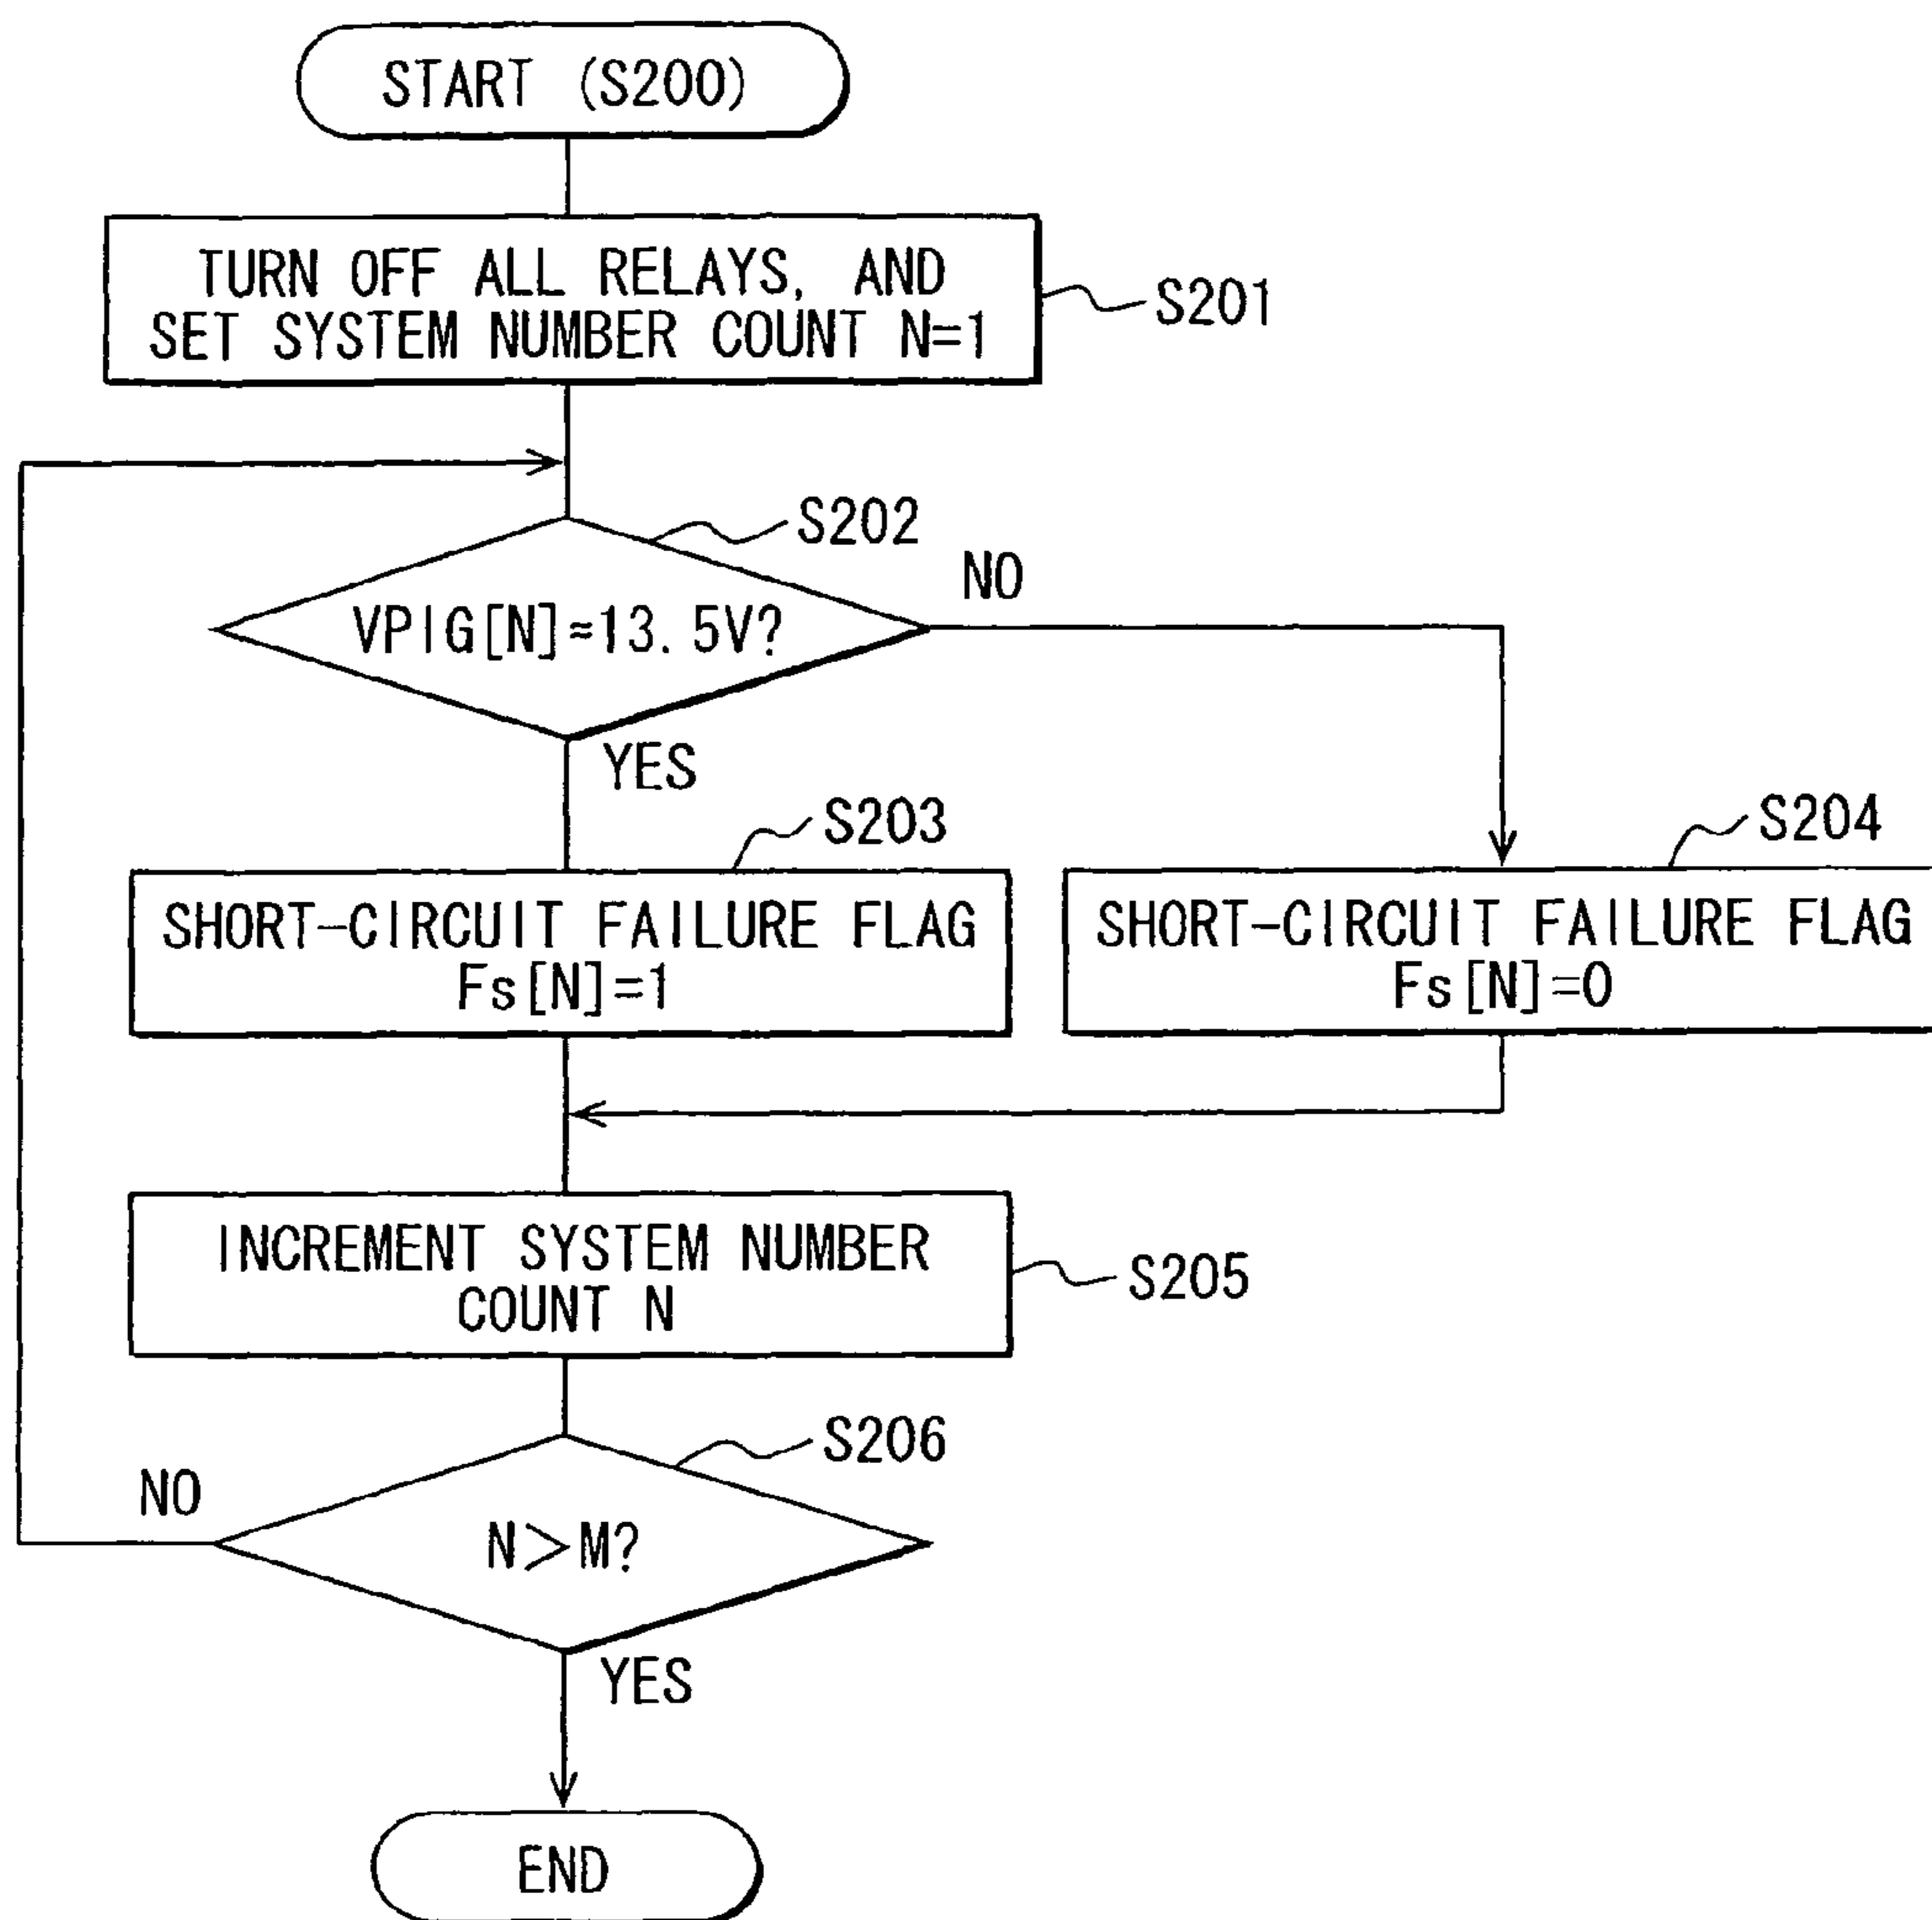 START (S200)
TURN OFF ALL RELAYS, AND
SET SYSTEM NUMBER COUNT N=1
S201
S202
NO
VPIG[N]≈13.5V?
YES
S203
S204
SHORT-CIRCUIT FAILURE FLAG
Fs[N]=1
SHORT-CIRCUIT FAILURE FLAG
Fs[N]=0
INCREMENT SYSTEM NUMBER
COUNT N
S205
S206
NO
N>M?
YES
END